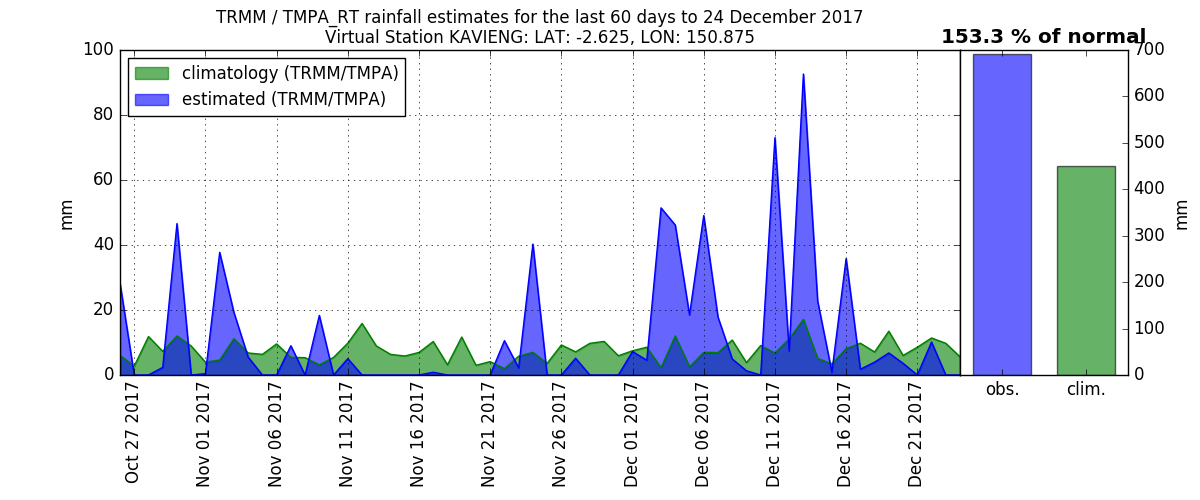 TRMM / TMPA_RT rainfall estimates for the last 60 days to 24 December 2017
Virtual Station KAVIENG: LAT: -2.625, LON: 150.875
153.3 % of normal
climatology (TRMM/TMPA)
estimated (TRMM/TMPA)
mm
100
80
60
40
20
0
Oct 27 2017
Nov 01 2017
Nov 06 2017
Nov 11 2017
Nov 16 2017
Nov 21 2017
Nov 26 2017
Dec 01 2017
Dec 06 2017
Dec 11 2017
Dec 16 2017
Dec 21 2017
obs.
clim.
700
600
500
400
300
200
100
0
mm